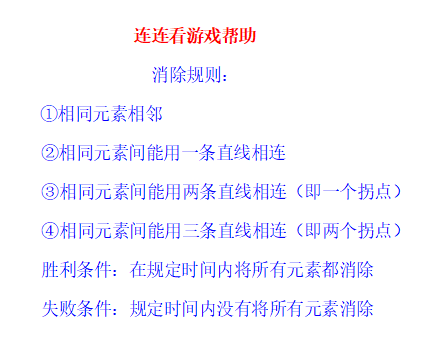 连连看游戏帮助
消除规则：
①相同元素相邻
②相同元素间能用一条直线相连
③相同元素间能用两条直线相连（即一个拐点）
④相同元素间能用三条直线相连（即两个拐点）
胜利条件：在规定时间内将所有元素都消除
失败条件：规定时间内没有将所有元素消除